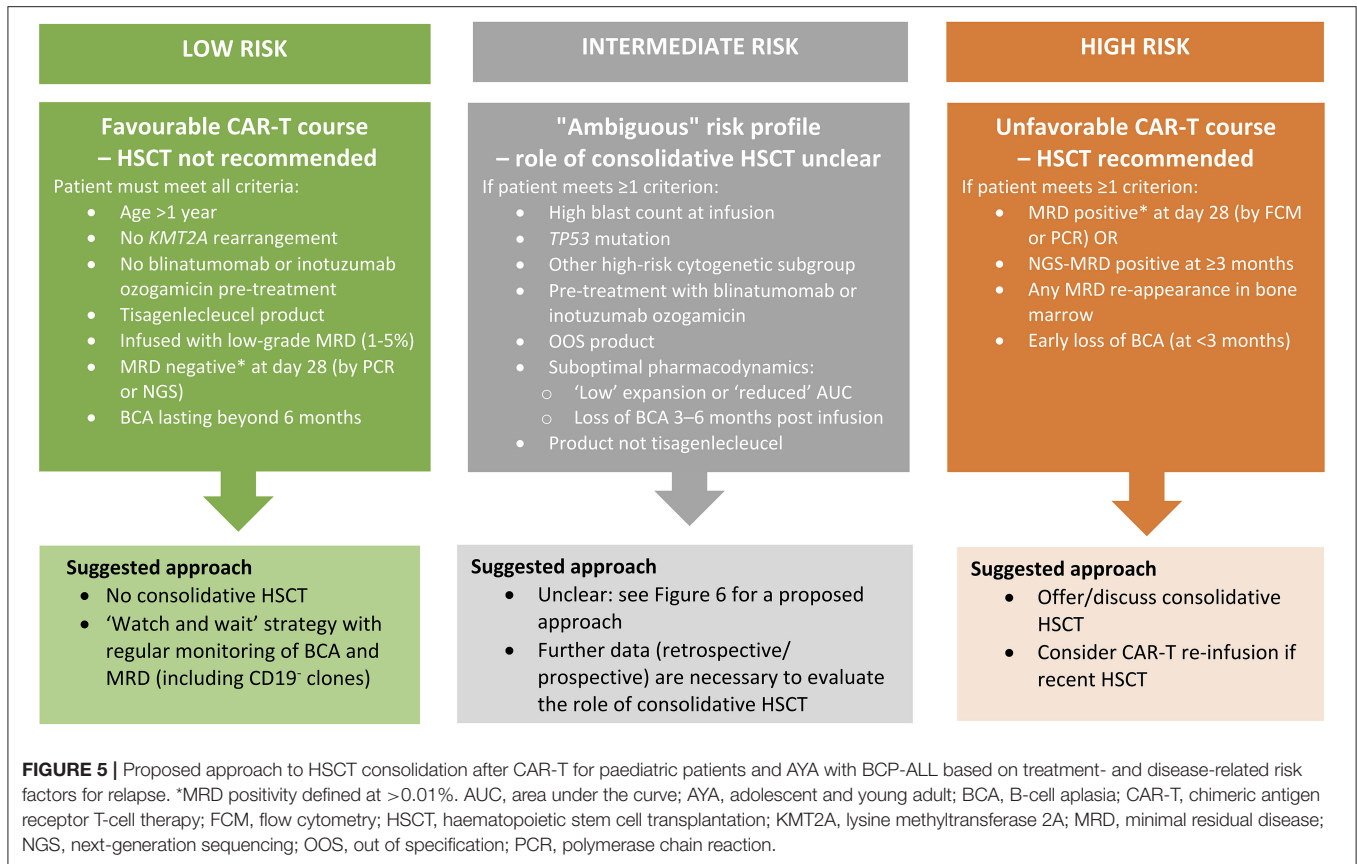 LOW RISK
Favourable CAR-T course
– HSCT not recommended
Patient must meet all criteria:
• Age >1 year
• No KMT2A rearrangement
• No blinatumomab or inotuzumab
ozogamicin pre-treatment
• Tisagenlecleucel product
• Infused with low-grade MRD (1-5%)
• MRD negative* at day 28 (by PCR
or NGS)
• BCA lasting beyond 6 months
Suggested approach
• No consolidative HSCT
• ‘Watch and wait’ strategy with
regular monitoring of BCA and
MRD (including CD19⁻ clones)
INTERMEDIATE RISK
"Ambiguous" risk profile
– role of consolidative HSCT unclear
If patient meets ≥1 criterion:
• High blast count at infusion
• TP53 mutation
• Other high-risk cytogenetic subgroup
• Pre-treatment with blinatumomab or
inotuzumab ozogamicin
• OOS product
• Suboptimal pharmacodynamics:
o ‘Low’ expansion or ‘reduced’ AUC
o Loss of BCA 3–6 months post infusion
• Product not tisagenlecleucel
Suggested approach
• Unclear: see Figure 6 for a proposed
approach
• Further data (retrospective/
prospective) are necessary to evaluate
the role of consolidative HSCT
HIGH RISK
Unfavorable CAR-T course
– HSCT recommended
If patient meets ≥1 criterion:
• MRD positive* at day 28 (by FCM
or PCR) OR
• NGS-MRD positive at ≥3 months
• Any MRD re-appearance in bone
marrow
• Early loss of BCA (at <3 months)
Suggested approach
• Offer/discuss consolidative
HSCT
• Consider CAR-T re-infusion if
recent HSCT
FIGURE 5 | Proposed approach to HSCT consolidation after CAR-T for paediatric patients and AYA with BCP-ALL based on treatment- and disease-related risk
factors for relapse. *MRD positivity defined at >0.01%. AUC, area under the curve; AYA, adolescent and young adult; BCA, B-cell aplasia; CAR-T, chimeric antigen
receptor T-cell therapy; FCM, flow cytometry; HSCT, haematopoietic stem cell transplantation; KMT2A, lysine methyltransferase 2A; MRD, minimal residual disease;
NGS, next-generation sequencing; OOS, out of specification; PCR, polymerase chain reaction.